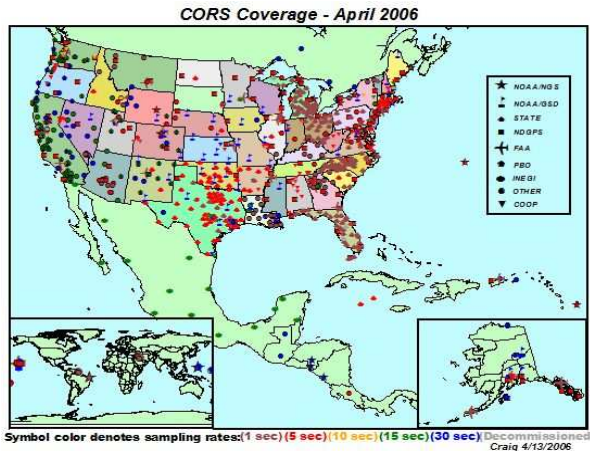 CORS Coverage - April 2006
NOAA/NGS
NOAA/GSD
STATE
NDGPS
FAA
PBO
INEGI
OTHER
COOP
Symbol color denotes sampling rates:(1 sec)(5 sec)(10 sec)(15 sec)(30 sec)(Decommissioned
Craig 4/13/2006